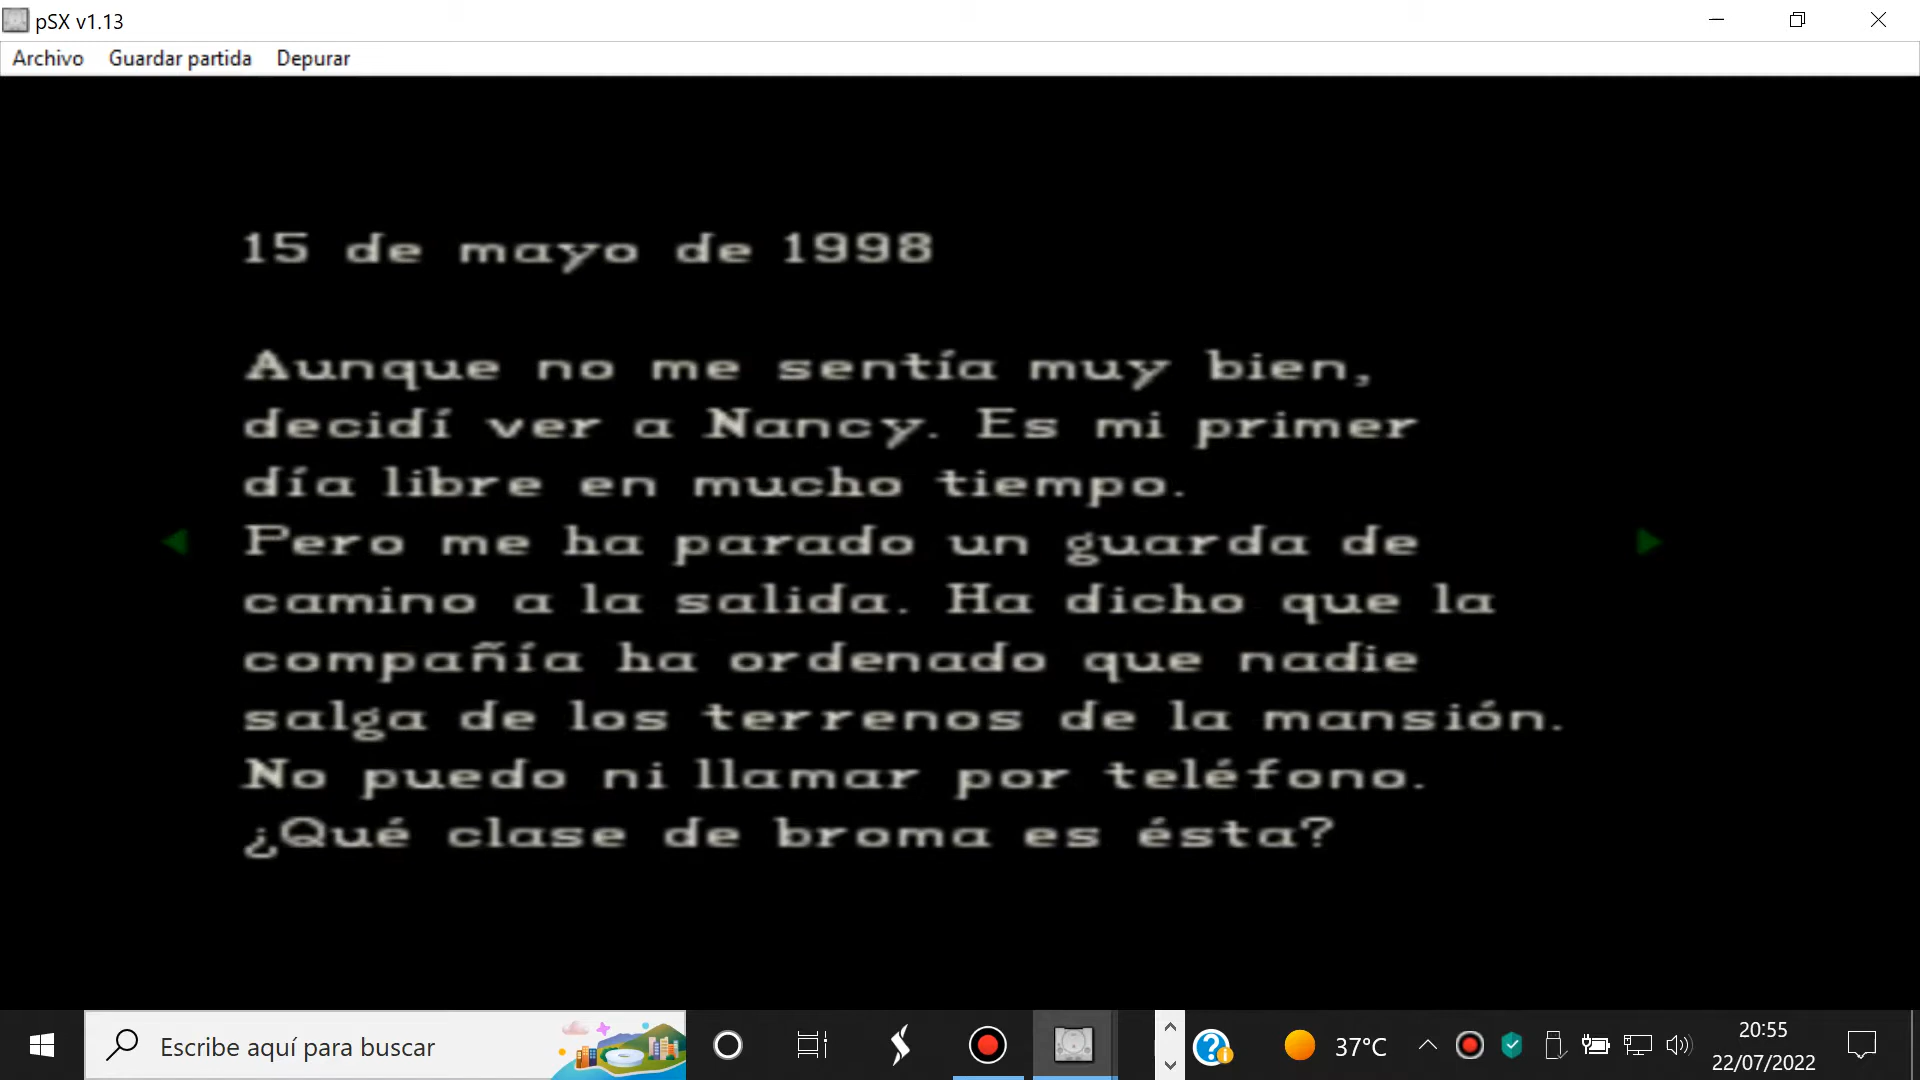 pSX v1.13
Archivo Guardar partida Depurar
15 de mayo de 1998
Aunque no me sentía muy bien,
decidí ver a Nancy. Es mi primer
día libre en mucho tiempo.
Pero me ha parado un guarda de
camino a la salida. Ha dicho que la
compañía ha ordenado que nadie
salga de los terrenos de la mansión.
No puedo ni llamar por teléfono.
¿Qué clase de broma es ésta?
Escribe aquí para buscar
37°C
20:55
22/07/2022